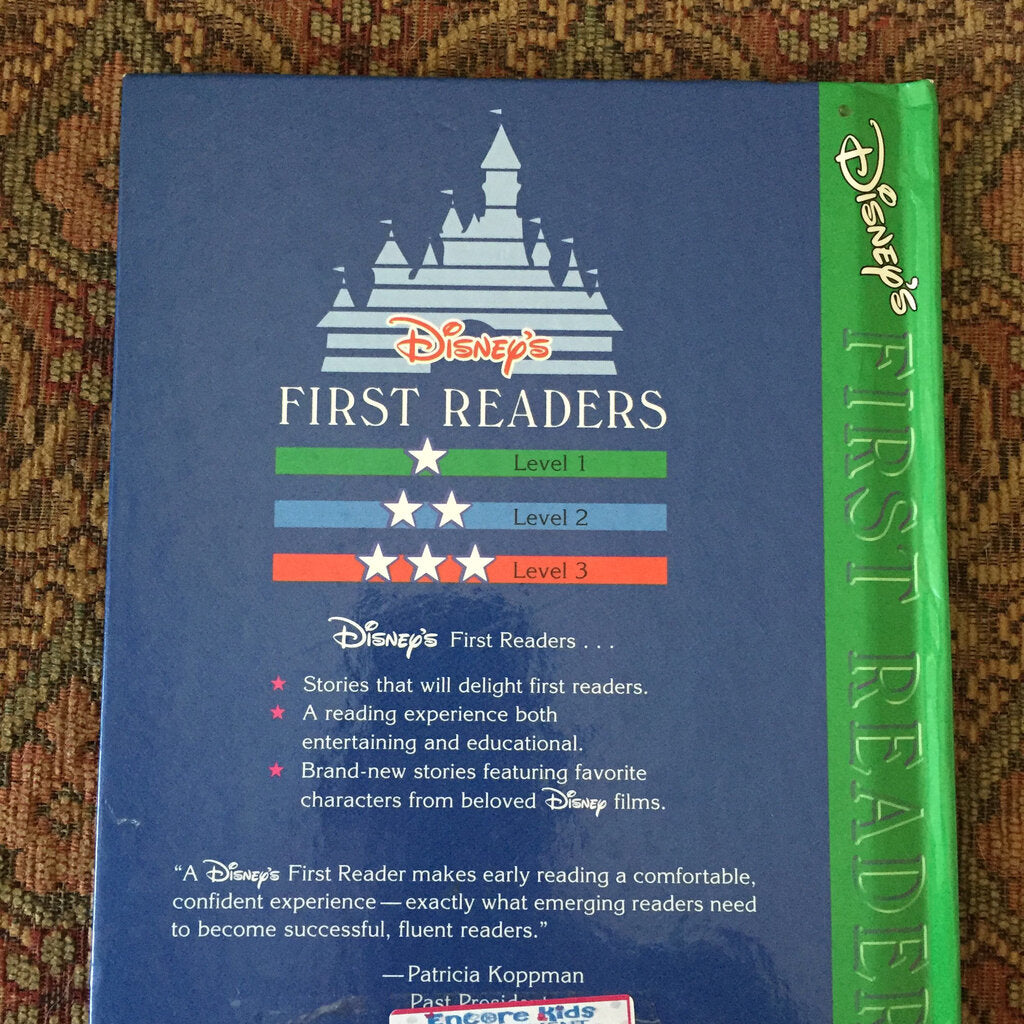 Disney's
FIRST READERS
Level 1
Level 2
Level 3
Disney's First Readers . . .
Stories that will delight first readers.
A reading experience both
entertaining and educational.
Brand-new stories featuring favorite
characters from beloved Disney films.
“A Disney's First Reader makes early reading a comfortable,
confident experience — exactly what emerging readers need
to become successful, fluent readers.”
—Patricia Koppman
Past
Encore Kids
Disney's FIRST READER